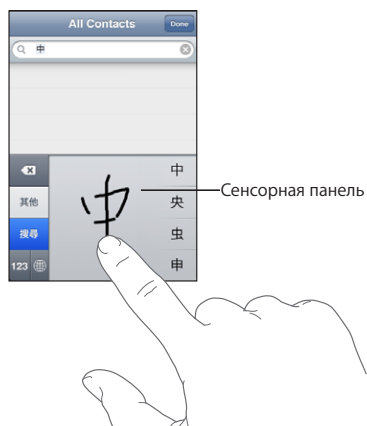 All Contacts Done
中
中
其他
央
Сенсорная панель
搜尋
虫
123
申